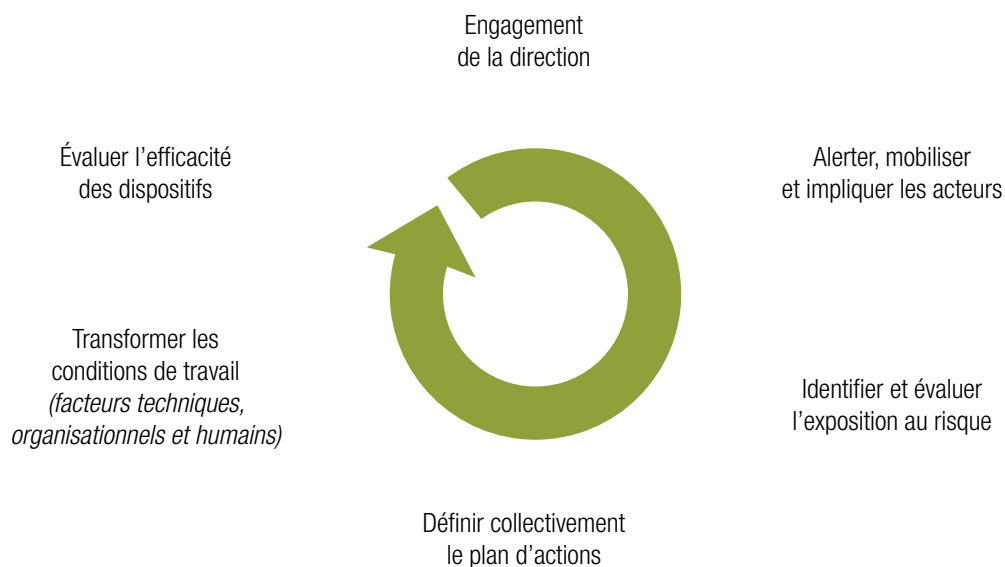 Engagement
de la direction
Alerter, mobiliser
et impliquer les acteurs
Identifier et évaluer
l’exposition au risque
Définir collectivement
le plan d’actions
Transformer les
conditions de travail
(facteurs techniques,
organisationnels et humains)
Évaluer l’efficacité
des dispositifs